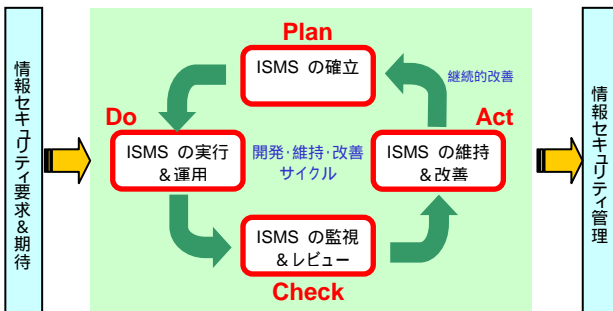 情報セキュリティ要求&期待
Plan
ISMS の確立
継続的改善
Do
Act
ISMS の実行
&運用
開発・維持・改善
サイクル
ISMS の維持
&改善
ISMS の監視
&レビュー
Check
情報セキュリティ管理